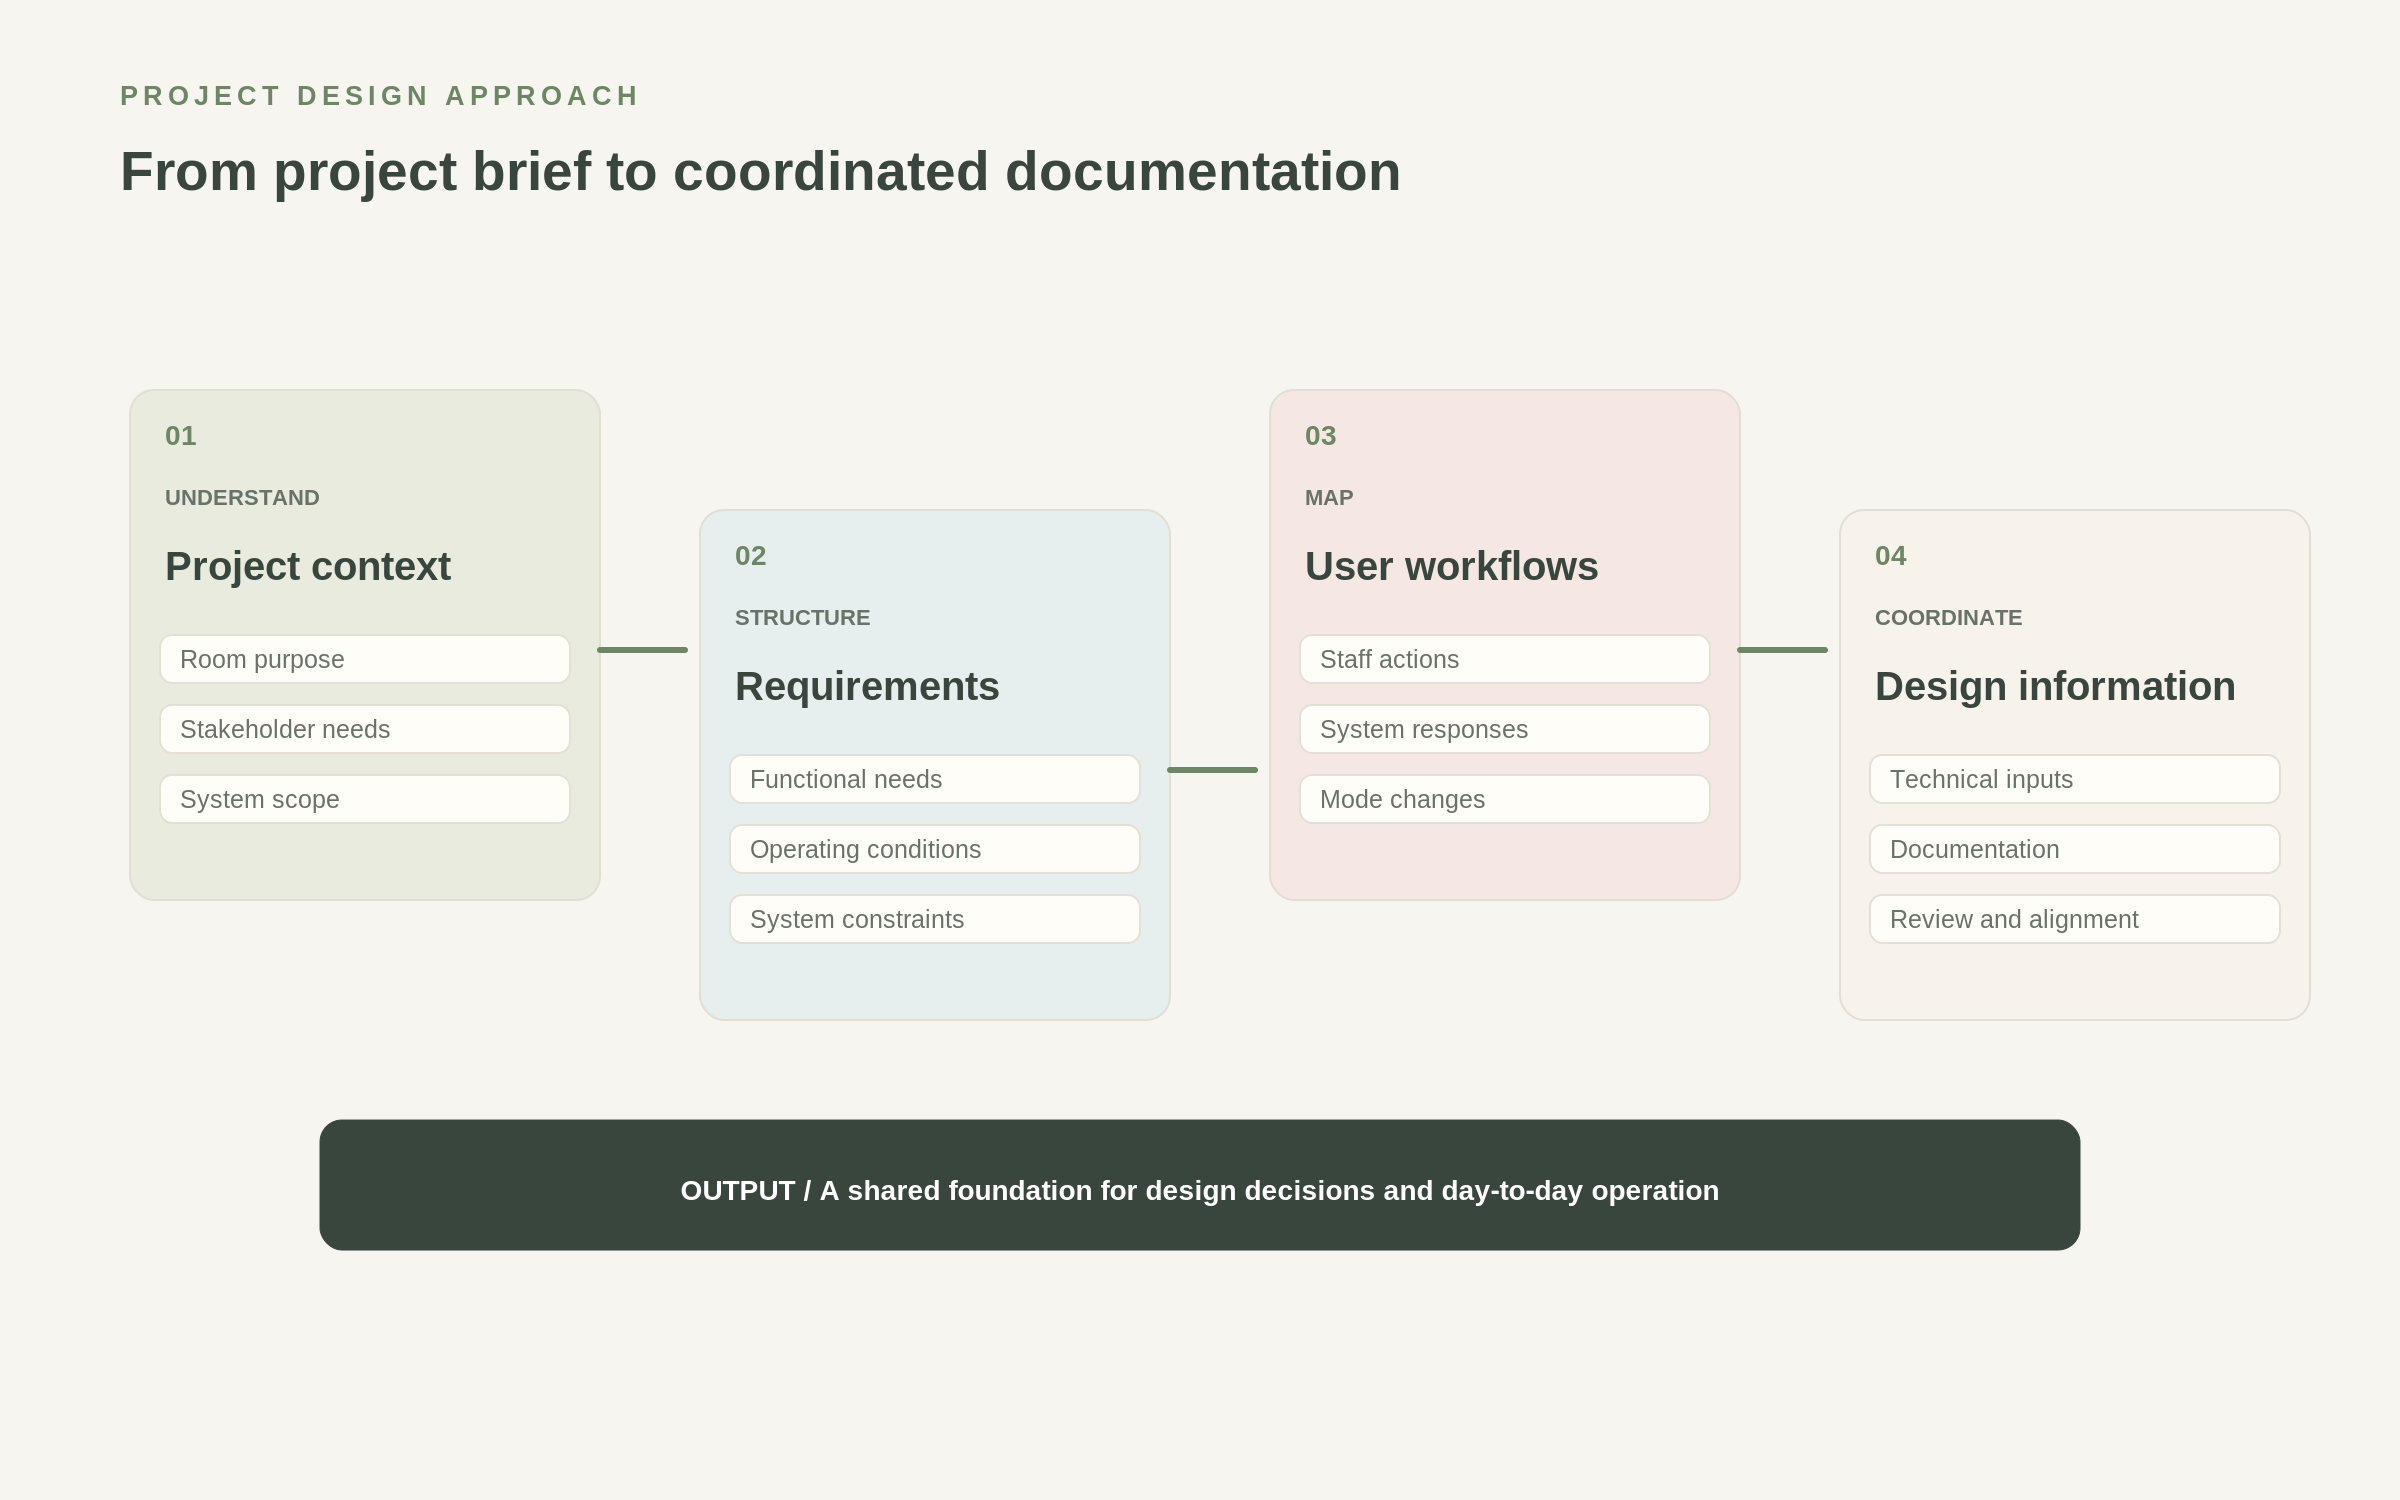 PROJECT DESIGN APPROACH
From project brief to coordinated documentation
01
UNDERSTAND
Project context
Room purpose
Stakeholder needs
System scope
02
STRUCTURE
Requirements
Functional needs
Operating conditions
System constraints
03
MAP
User workflows
Staff actions
System responses
Mode changes
04
COORDINATE
Design information
Technical inputs
Documentation
Review and alignment
OUTPUT / A shared foundation for design decisions and day-to-day operation